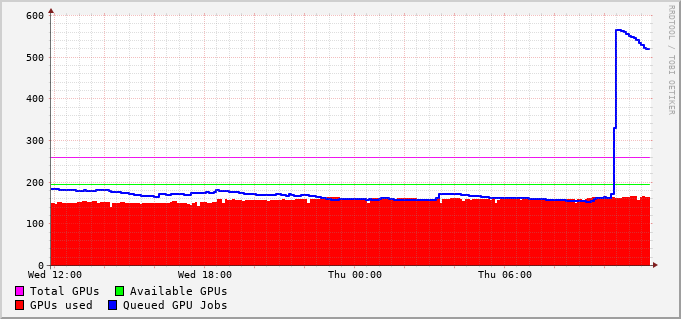 600
500
400
300
200
100
0
Wed 12:00 Wed 18:00 Thu 00:00 Thu 06:00
Total GPUs Available GPUs
GPUs used Queued GPU Jobs
RRDTOOL / TOBI OETIKER